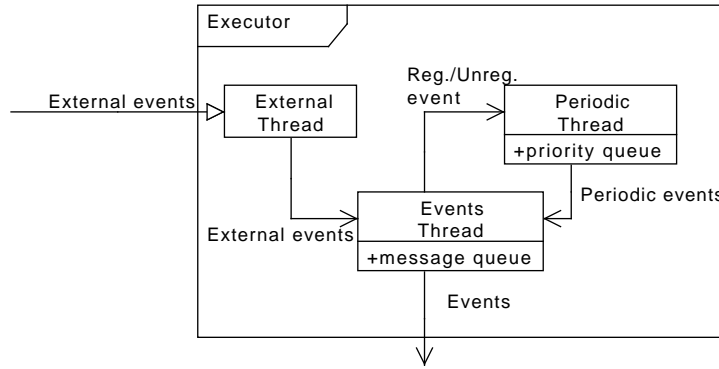 Executor
External events
External
Thread
Reg./Unreg.
event
Periodic
Thread
+priority queue
Periodic events
External events
Events
Thread
+message queue
Events